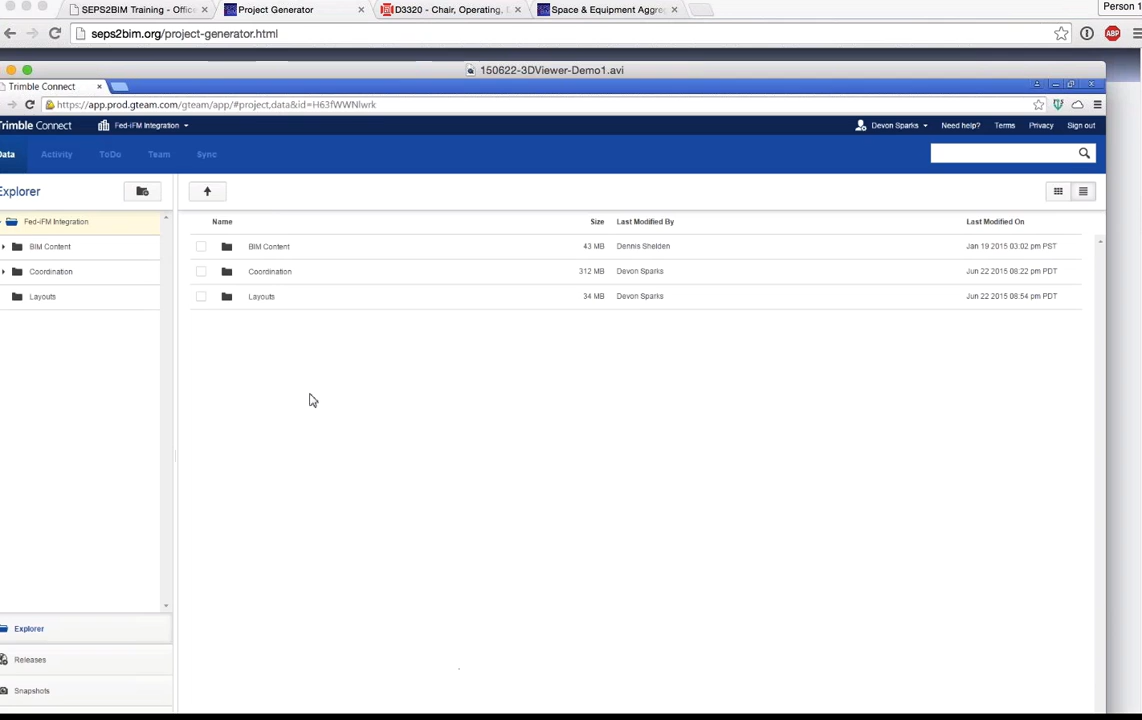 SEPS2BIM Training - Office × Project Generator × D3320 - Chair, Operating, × Space & Equipment Aggre × Person 1
seps2bim.org/project-generator.html ABP
150622-3DViewer-Demo1.avi
Trimble Connect ×
https://app.prod.gteam.com/gteam/app/#project,data&id=H63fWWNlwrk
Trimble Connect Fed-iFM Integration Devon Sparks Need help? Terms Privacy Sign out
Data Activity ToDo Team Sync
Explorer
Fed-iFM Integration Name Size Last Modified By Last Modified On
BIM Content BIM Content 43 MB Dennis Shelden Jan 19 2015 03:02 pm PST
Coordination Coordination 312 MB Devon Sparks Jun 22 2015 08:22 pm PDT
Layouts Layouts 34 MB Devon Sparks Jun 22 2015 08:54 pm PDT
Explorer
Releases
Snapshots